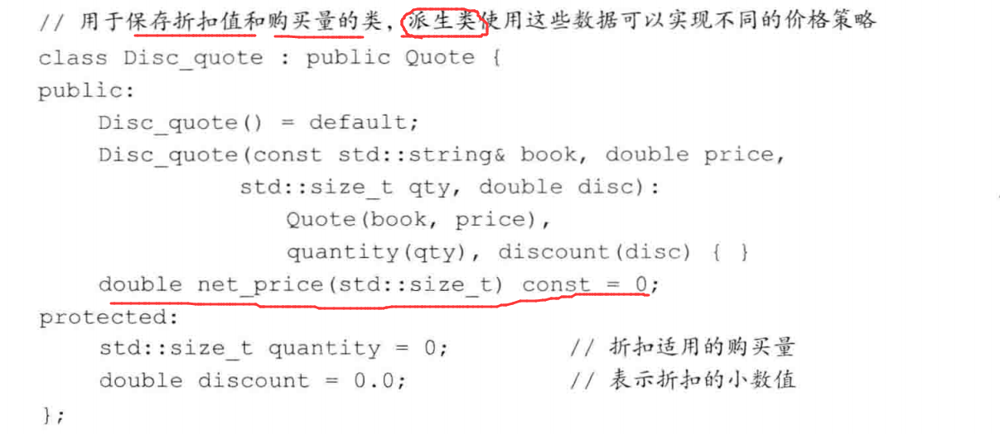 // 用于保存折扣值和购买量的类，派生类使用这些数据可以实现不同的价格策略
class Disc_quote : public Quote {
public:
    Disc_quote() = default;
    Disc_quote(const std::string& book, double price,
              std::size_t qty, double disc):
                 Quote(book, price),
                 quantity(qty), discount(disc) { }
    double net_price(std::size_t) const = 0;
protected:
    std::size_t quantity = 0;        // 折扣适用的购买量
    double discount = 0.0;           // 表示折扣的小数值
};